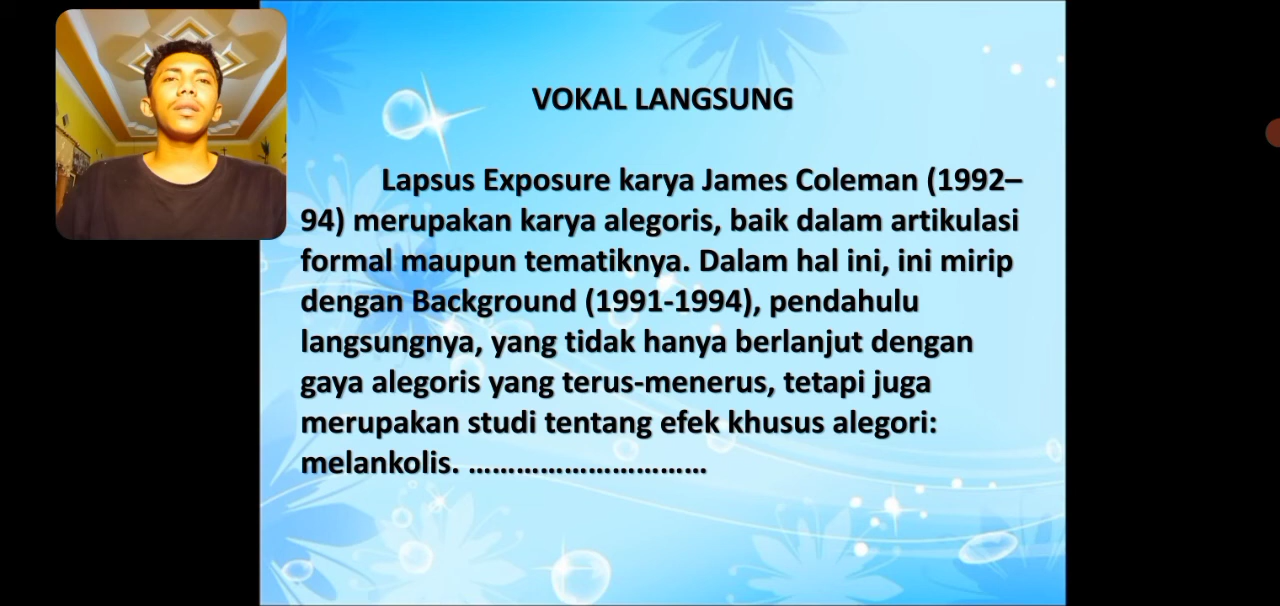 VOKAL LANGSUNG
Lapsus Exposure karya James Coleman (1992–
94) merupakan karya alegoris, baik dalam artikulasi
formal maupun tematiknya. Dalam hal ini, ini mirip
dengan Background (1991-1994), pendahulu
langsungnya, yang tidak hanya berlanjut dengan
gaya alegoris yang terus-menerus, tetapi juga
merupakan studi tentang efek khusus alegori:
melankolis. …………………………